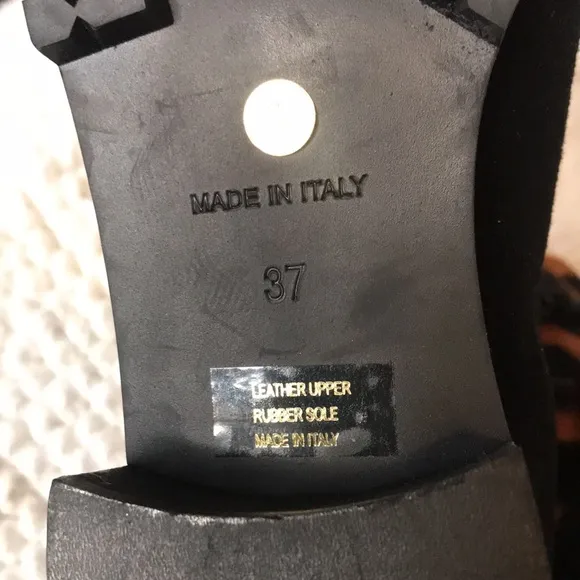 MADE IN ITALY
37
LEATHER UPPER
RUBBER SOLE
MADE IN ITALY